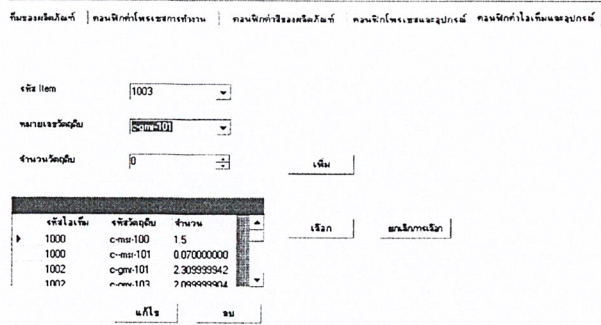 ทีมของผลิตภัณฑ์ คอนฟิกค่าโพรเซสการทำงาน คอนฟิกค่าสีของผลิตภัณฑ์ คอนฟิกโพรเซสและอุปกรณ์ คอนฟิกค่าไอเท็มและอุปกรณ์
รหัส Item 1003
หมายเลขวัตถุดิบ c-gmr-101
จำนวนวัตถุดิบ 0 เพิ่ม
รหัสไอเท็ม รหัสวัตถุดิบ จำนวน
1000 c-msr-100 1.5
1000 c--msr-101 0.070000000
1002 c-gmr-101 2.309999942
1002 c-gmr-103 2.099999904
เลือก ยกเลิกการเลือก
แก้ไข ลบ